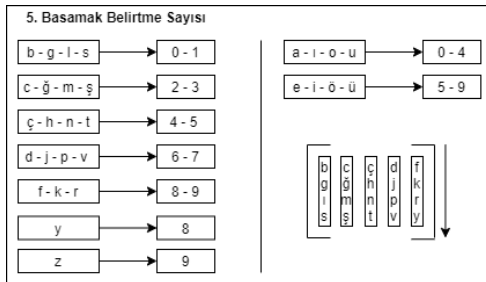 5. Basamak Belirtme Sayısı
b - g - l - s
0 - 1
c - ğ - m - ş
2 - 3
ç - h - n - t
4 - 5
d - j - p - v
6 - 7
f - k - r
8 - 9
y
8
z
9
a - ı - o - u
0 - 4
e - i - ö - ü
5 - 9
b g l s
c ğ m ş
ç h n t
d j p v
f k r y